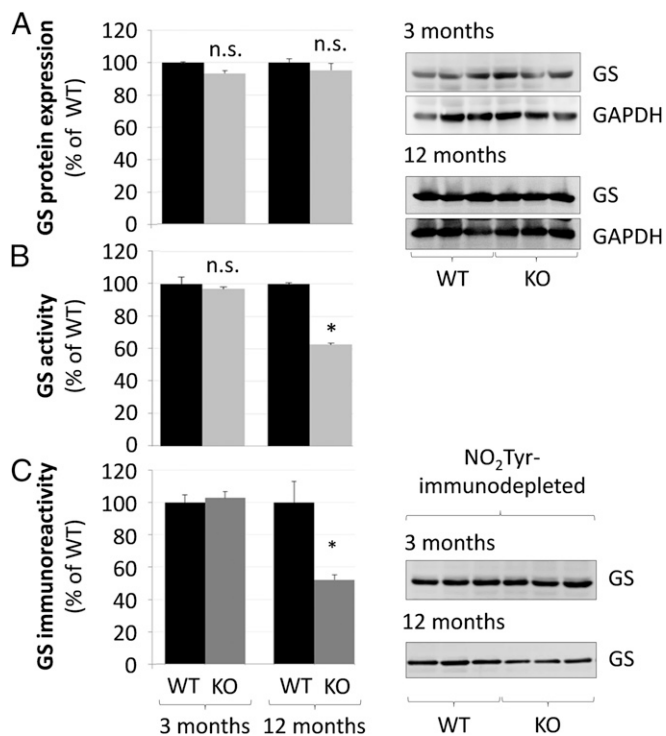 A
GS protein expression
(% of WT)
120
100
80
60
40
20
0
n.s.
n.s.
3 months
GS
GAPDH
12 months
GS
GAPDH
WT
KO
B
GS activity
(% of WT)
120
100
80
60
40
20
0
n.s.
*
C
GS immunoreactivity
(% of WT)
120
100
80
60
40
20
0
*
WT KO WT KO
3 months 12 months
NO₂Tyr-
immunodepleted
3 months
GS
12 months
GS
WT
KO